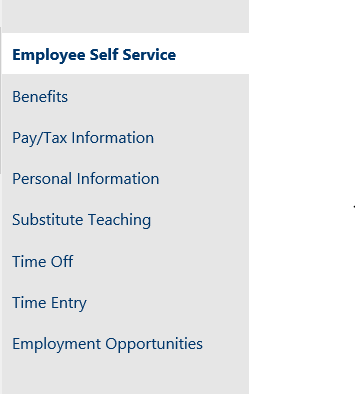 Employee Self Service
Benefits
Pay/Tax Information
Personal Information
Substitute Teaching
Time Off
Time Entry
Employment Opportunities